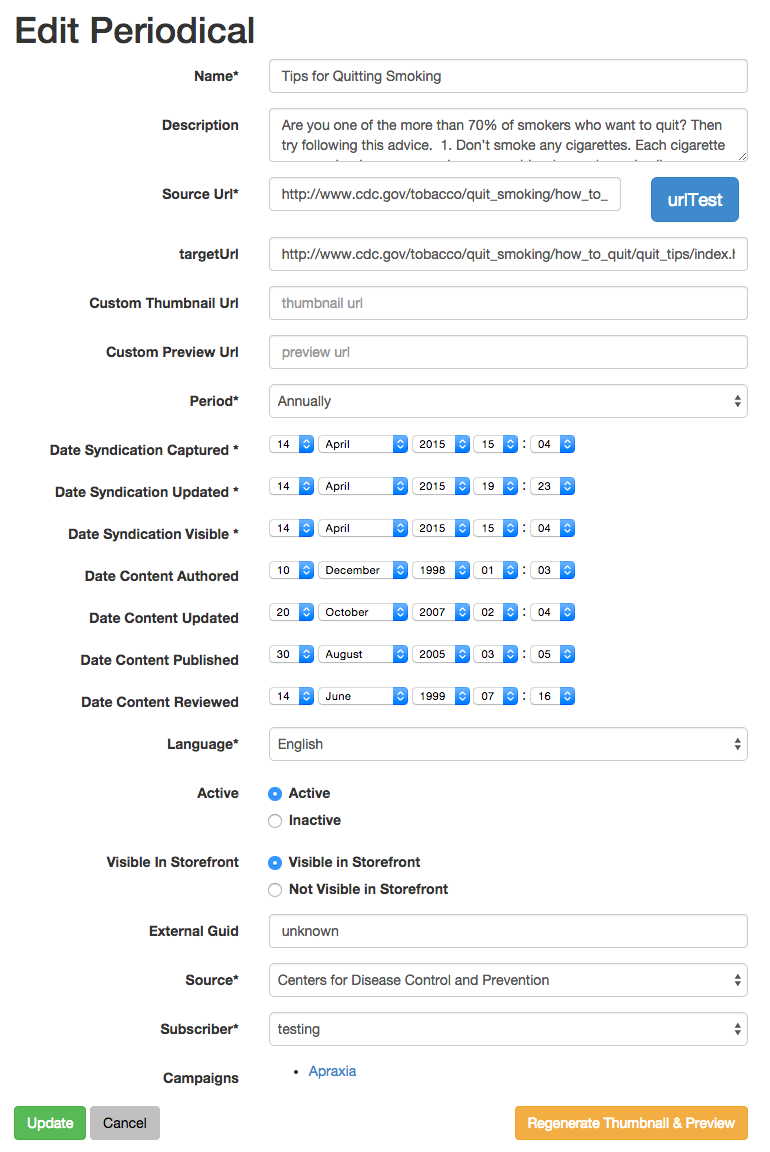 Edit Periodical
Name* Tips for Quitting Smoking
Description Are you one of the more than 70% of smokers who want to quit? Then
try following this advice.  1. Don't smoke any cigarettes. Each cigarette
Source Url* http://www.cdc.gov/tobacco/quit_smoking/how_to_ urlTest
targetUrl http://www.cdc.gov/tobacco/quit_smoking/how_to_quit/quit_tips/index.h
Custom Thumbnail Url thumbnail url
Custom Preview Url preview url
Period* Annually
Date Syndication Captured * 14 April 2015 15 : 04
Date Syndication Updated * 14 April 2015 19 : 23
Date Syndication Visible * 14 April 2015 15 : 04
Date Content Authored 10 December 1998 01 : 03
Date Content Updated 20 October 2007 02 : 04
Date Content Published 30 August 2005 03 : 05
Date Content Reviewed 14 June 1999 07 : 16
Language* English
Active Active
Inactive
Visible In Storefront Visible in Storefront
Not Visible in Storefront
External Guid unknown
Source* Centers for Disease Control and Prevention
Subscriber* testing
Campaigns • Apraxia
Update Cancel Regenerate Thumbnail & Preview